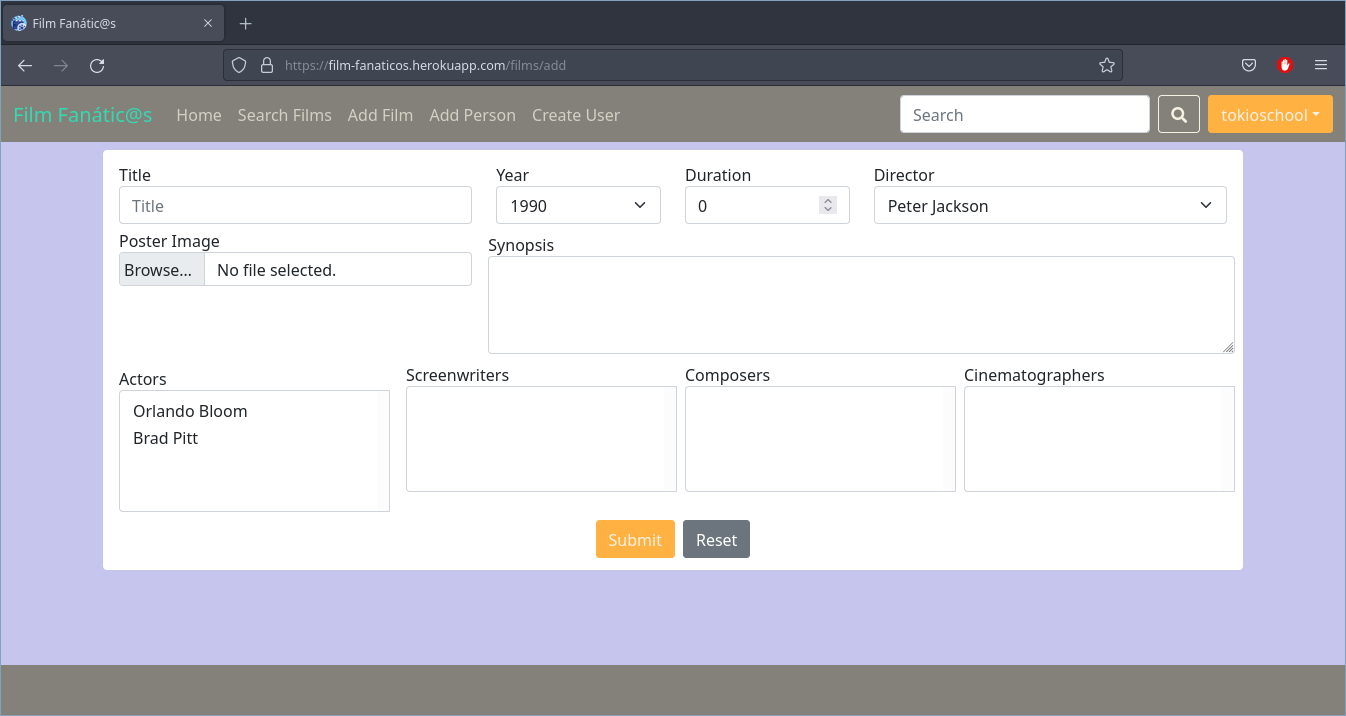 Film Fanátic@s
https://film-fanaticos.herokuapp.com/films/add
Film Fanátic@s Home Search Films Add Film Add Person Create User Search tokioschool
Title Year Duration Director
Title 1990 0 Peter Jackson
Poster Image Synopsis
Browse... No file selected.
Actors Screenwriters Composers Cinematographers
Orlando Bloom
Brad Pitt
Submit Reset